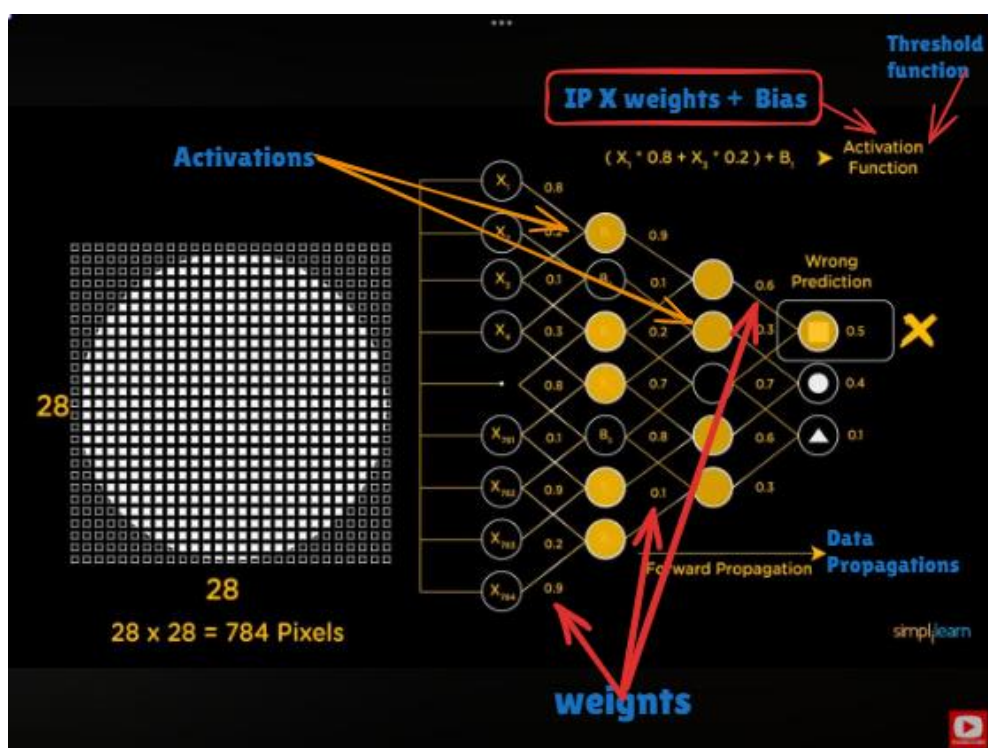 Threshold
function
IP X weights + Bias
Activations
( X₁ * 0.8 + X₃ * 0.2 ) + B₁
Activation
Function
X₁
0.8
X₂
0.2
0.9
X₃
0.1
B₂
0.1
0.6
Wrong
Prediction
X₄
0.3
0.2
0.3
0.5
0.8
0.7
0.7
0.4
X₇₈₁
0.1
B₅
0.8
0.6
0.1
X₇₈₂
0.9
0.1
0.3
X₇₈₃
0.2
X₇₈₄
0.9
28
28
28 x 28 = 784 Pixels
Forward Propagation
Data
Propagations
simplilearn
weignts